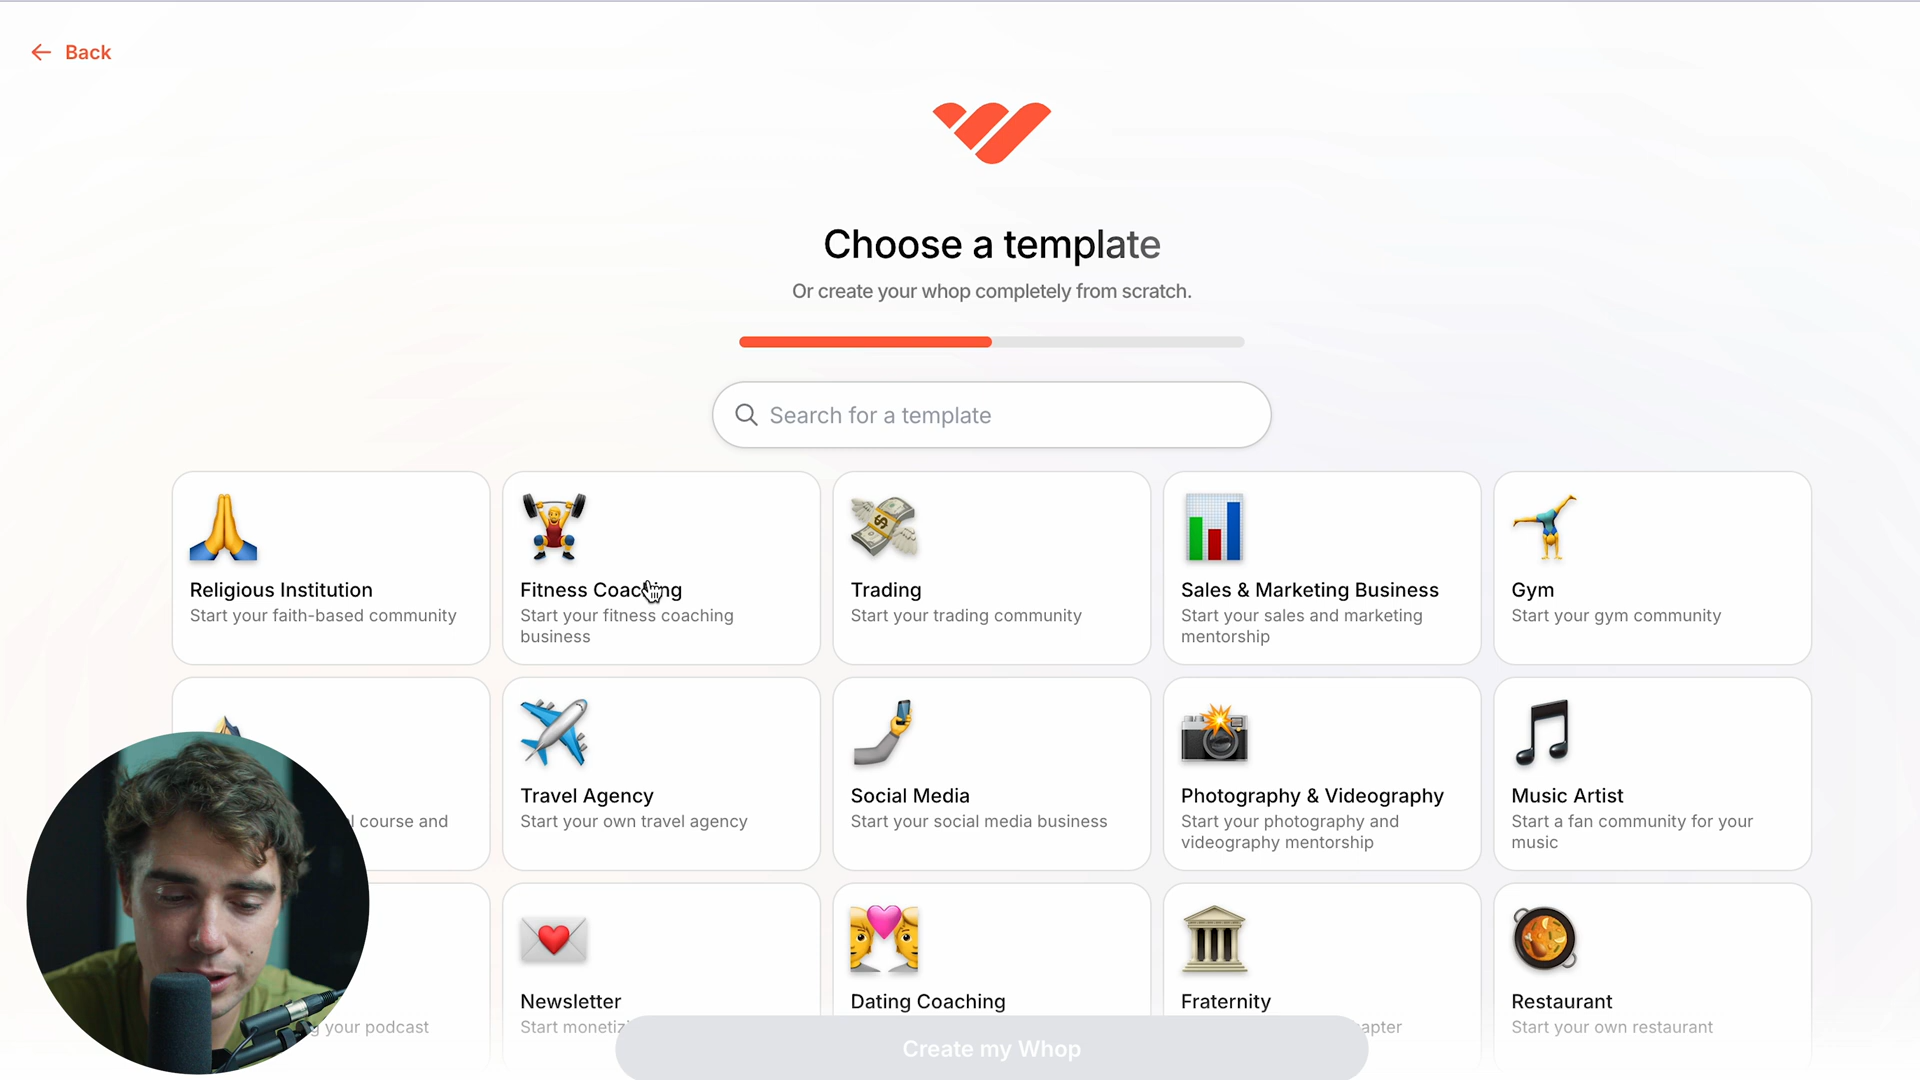 Back
Choose a template
Or create your whop completely from scratch.
Search for a template
Religious Institution
Start your faith-based community
Fitness Coaching
Start your fitness coaching
business
Trading
Start your trading community
Sales & Marketing Business
Start your sales and marketing
mentorship
Gym
Start your gym community
course and
Travel Agency
Start your own travel agency
Social Media
Start your social media business
Photography & Videography
Start your photography and
videography mentorship
Music Artist
Start a fan community for your
music
your podcast
Newsletter
Start
Dating Coaching
Fraternity
Restaurant
Start your own restaurant
Create my Whop